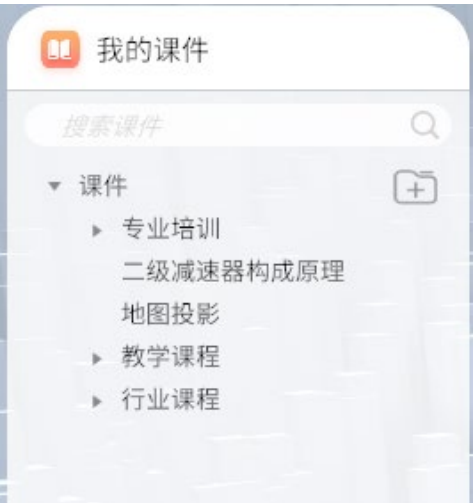 我的课件
搜索课件
课件
专业培训
二级减速器构成原理
地图投影
教学课程
行业课程